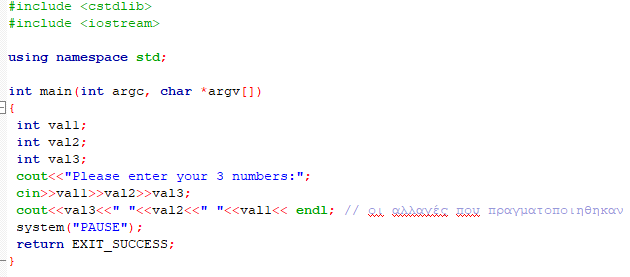 #include <cstdlib>
#include <iostream>
using namespace std;
int main(int argc, char *argv[])
{
int val1;
int val2;
int val3;
cout<<"Please enter your 3 numbers:";
cin>>val1>>val2>>val3;
cout<<val3<<" "<<val2<<" "<<val1<< endl; // οι αλλαγές που πραγματοποιηθηκαν
system("PAUSE");
return EXIT_SUCCESS;
}